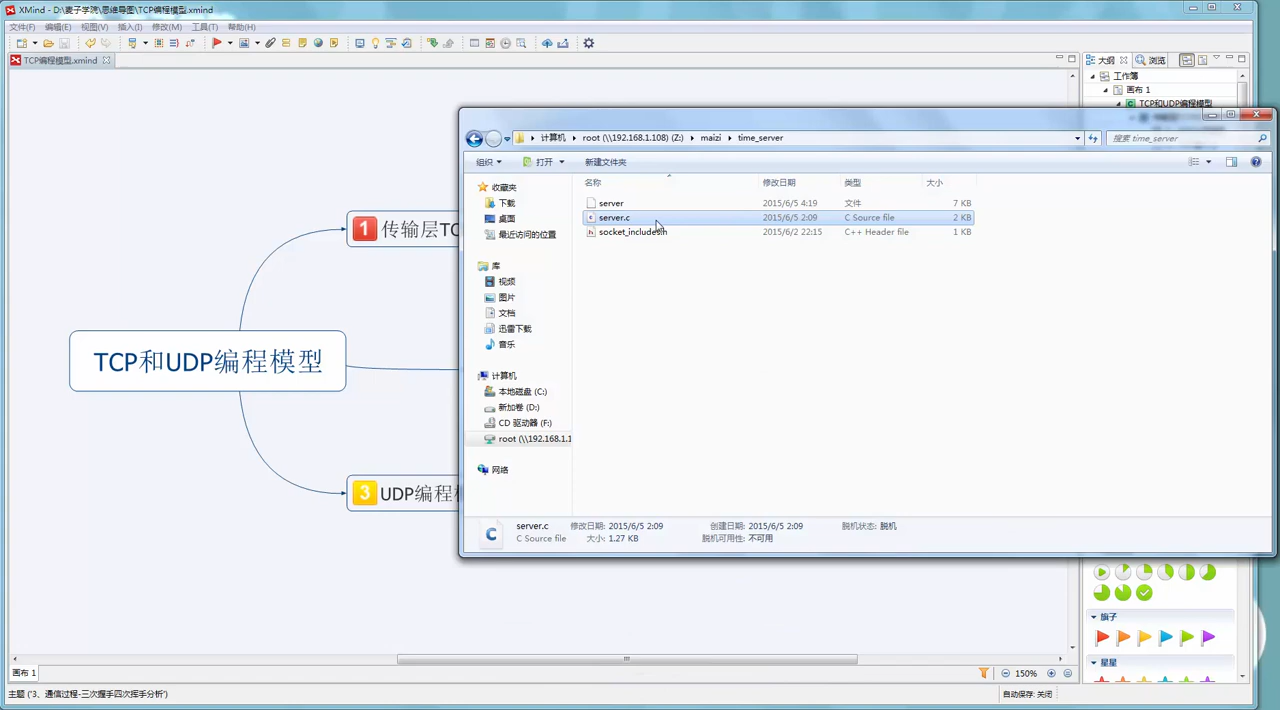 XMind - D:\麦子学院\思维导图\TCP编程模型.xmind
文件(F) 编辑(E) 视图(V) 插入(I) 修改(M) 工具(T) 帮助(H)
TCP编程模型.xmind
大纲 浏览
工作簿
画布 1
TCP和UDP编程模型
计算机 root (\\192.168.1.108) (Z:) maizi time_server
搜索 time_server
组织 打开 新建文件夹
收藏夹
下载
桌面
最近访问的位置
库
视频
图片
文档
迅雷下载
音乐
计算机
本地磁盘 (C:)
新加卷 (D:)
CD 驱动器 (F:)
root (\\192.168.1.1
网络
名称 修改日期 类型 大小
server 2015/6/5 4:19 文件 7 KB
server.c 2015/6/5 2:09 C Source file 2 KB
socket_includes.h 2015/6/2 22:15 C++ Header file 1 KB
server.c 修改日期: 2015/6/5 2:09 创建日期: 2015/6/5 2:09 脱机状态: 脱机
C Source file 大小: 1.27 KB 脱机可用性: 不可用
1 传输层TC
TCP和UDP编程模型
3 UDP编程
旗子
星星
画布 1
150%
主题 ('3、通信过程-三次握手四次挥手分析')
自动保存: 关闭